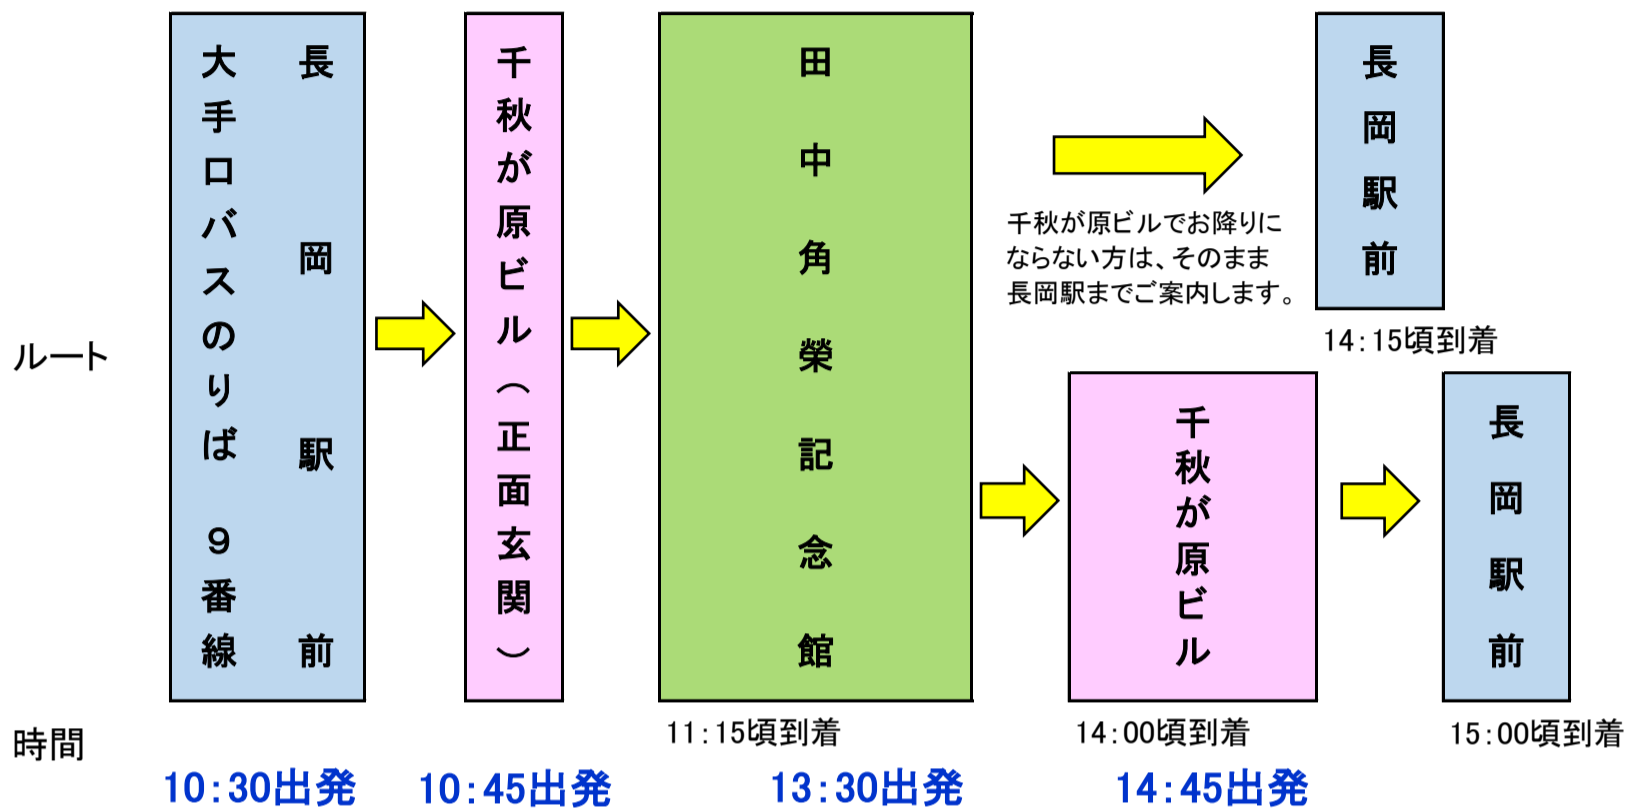 ルート
長岡駅前
大手口バスのりば　９番線
千秋が原ビル（正面玄関）
田中角榮記念館
千秋が原ビルでお降りに
ならない方は、そのまま
長岡駅までご案内します。
長岡駅前
14:15頃到着
千秋が原ビル
長岡駅前
時間
11:15頃到着
14:00頃到着
15:00頃到着
10:30出発
10:45出発
13:30出発
14:45出発